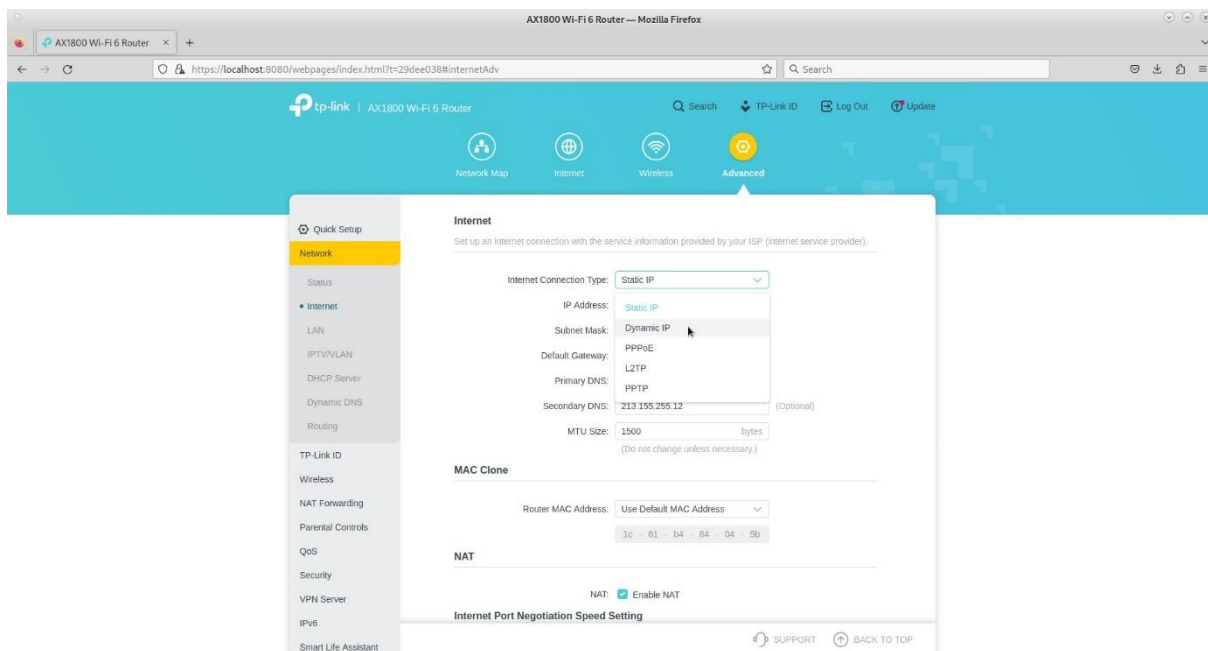 AX1800 Wi-Fi 6 Router — Mozilla Firefox
AX1800 Wi-Fi 6 Router × +
https://localhost:8080/webpages/index.html?t=29dee038#internetAdv
Search
tp-link | AX1800 Wi-Fi 6 Router
Search
TP-Link ID
Log Out
Update
Network Map
Internet
Wireless
Advanced
Quick Setup
Network
Status
Internet
LAN
IPTV/VLAN
DHCP Server
Dynamic DNS
Routing
TP-Link ID
Wireless
NAT Forwarding
Parental Controls
QoS
Security
VPN Server
IPv6
Smart Life Assistant
Internet
Set up an internet connection with the service information provided by your ISP (internet service provider).
Internet Connection Type: Static IP
IP Address:
Subnet Mask:
Default Gateway:
Primary DNS:
Static IP
Dynamic IP
PPPoE
L2TP
PPTP
Secondary DNS: 213.155.255.12 (Optional)
MTU Size: 1500 bytes
(Do not change unless necessary.)
MAC Clone
Router MAC Address: Use Default MAC Address
1c - 61 - b4 - 84 - 04 - 5b
NAT
NAT: Enable NAT
Internet Port Negotiation Speed Setting
SUPPORT
BACK TO TOP